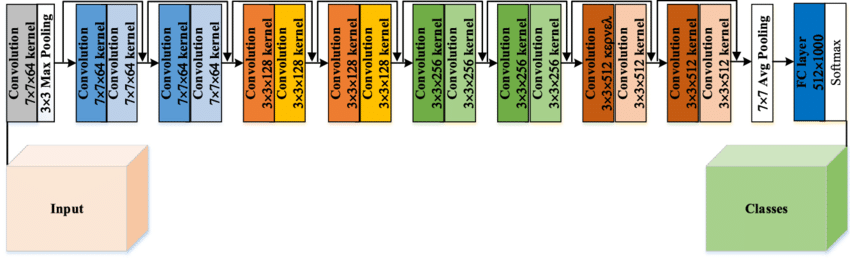 Convolution
7×7×64 kernel
3×3 Max Pooling
Convolution
7×7×64 kernel
Convolution
7×7×64 kernel
Convolution
7×7×64 kernel
Convolution
7×7×64 kernel
Convolution
3×3×128 kernel
Convolution
3×3×128 kernel
Convolution
3×3×128 kernel
Convolution
3×3×128 kernel
Convolution
3×3×256 kernel
Convolution
3×3×256 kernel
Convolution
3×3×256 kernel
Convolution
3×3×256 kernel
Convolution
3×3×512 κερνελ
Convolution
3×3×512 kernel
Convolution
3×3×512 kernel
Convolution
3×3×512 kernel
7×7 Avg Pooling
FC layer
512×1000
Softmax
Input
Classes